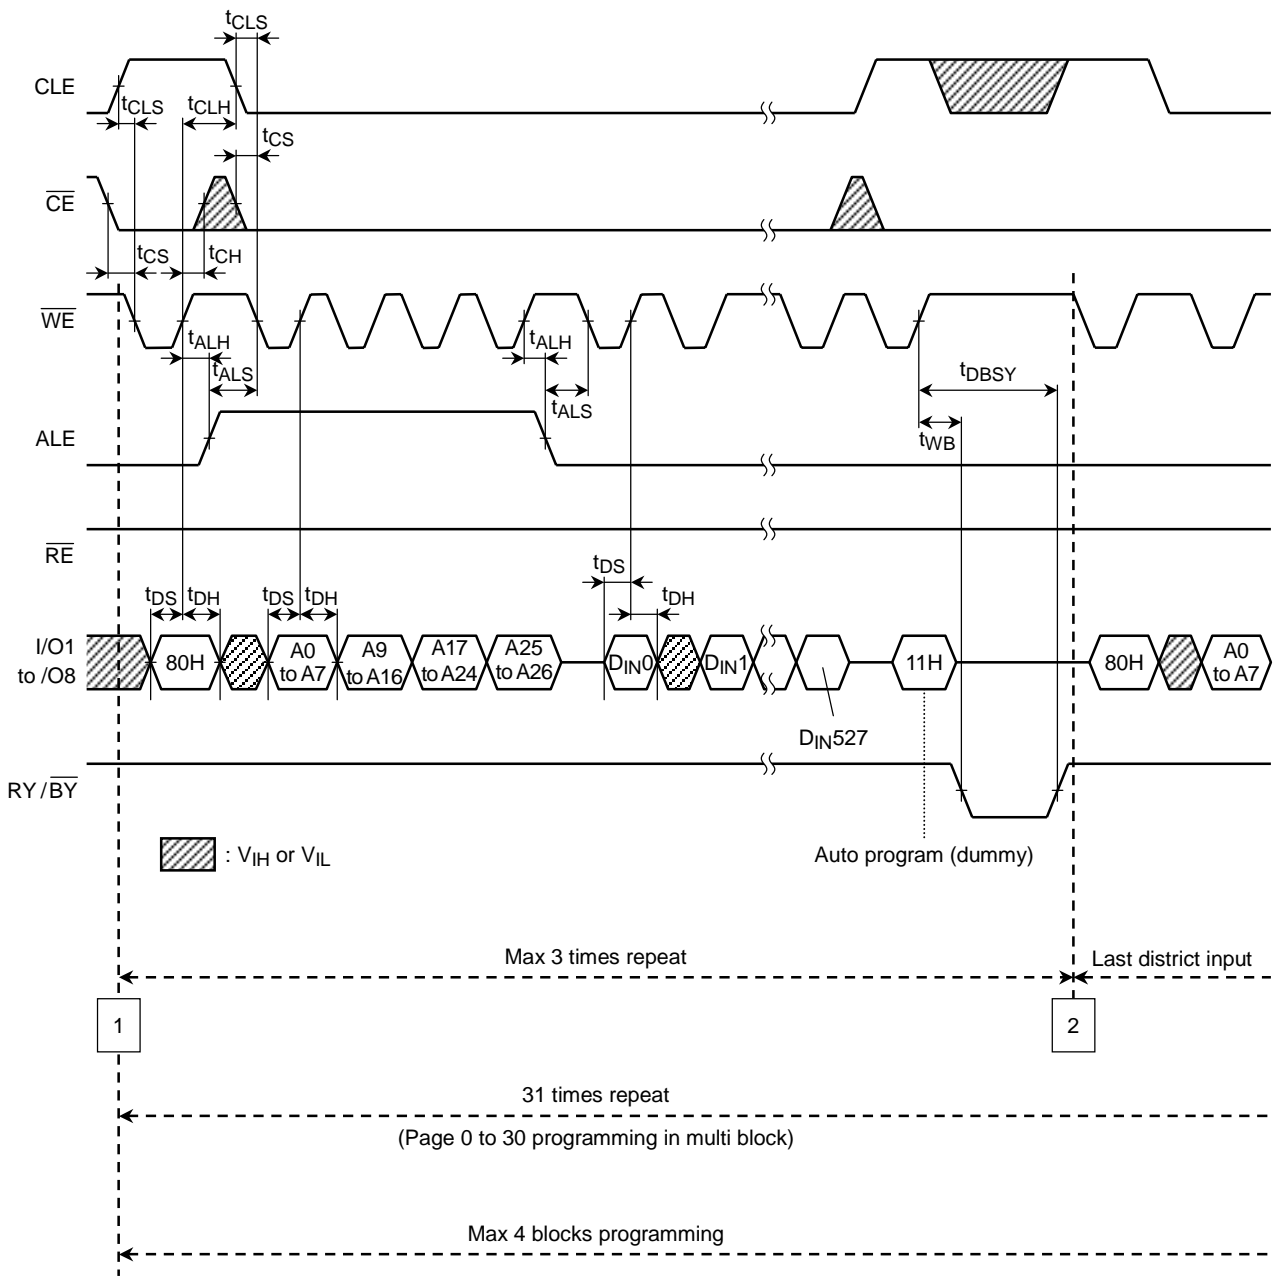 tCLS
CLE
tCLS
tCLH
tCS
CE
tCS
tCH
WE
tALH
tALS
tALH
tALS
tDBSY
tWB
ALE
RE
tDS
tDH
tDS
tDH
tDS
tDH
I/O1
to /O8
80H
A0
to A7
A9
to A16
A17
to A24
A25
to A26
DIN0
DIN1
11H
80H
A0
to A7
DIN527
RY/BY
: VIH or VIL
Auto program (dummy)
Max 3 times repeat
Last district input
1
2
31 times repeat
(Page 0 to 30 programming in multi block)
Max 4 blocks programming